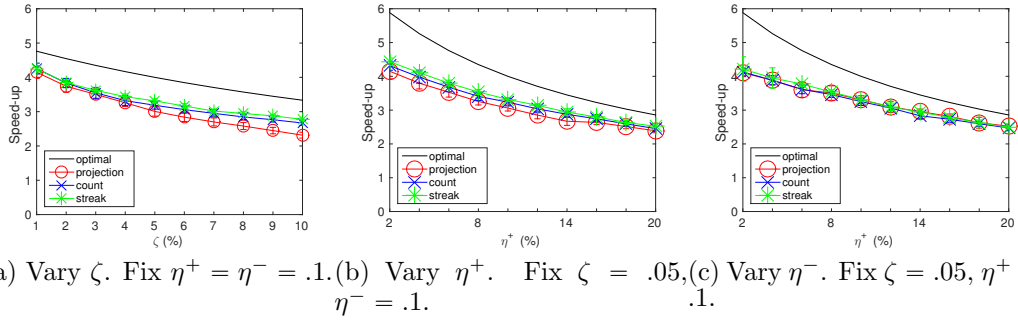 6
5
4
3
2
1
0
Speed-up
optimal
projection
count
streak
1 2 3 4 5 6 7 8 9 10
ζ (%)
6
5
4
3
2
1
0
Speed-up
optimal
projection
count
streak
2 8 14 20
η⁺ (%)
6
5
4
3
2
1
0
Speed-up
optimal
projection
count
streak
2 8 14 20
η⁺ (%)
a) Vary ζ. Fix η⁺ = η⁻ = .1.
(b) Vary η⁺. Fix ζ = .05,
η⁻ = .1.
(c) Vary η⁻. Fix ζ = .05, η⁺
.1.